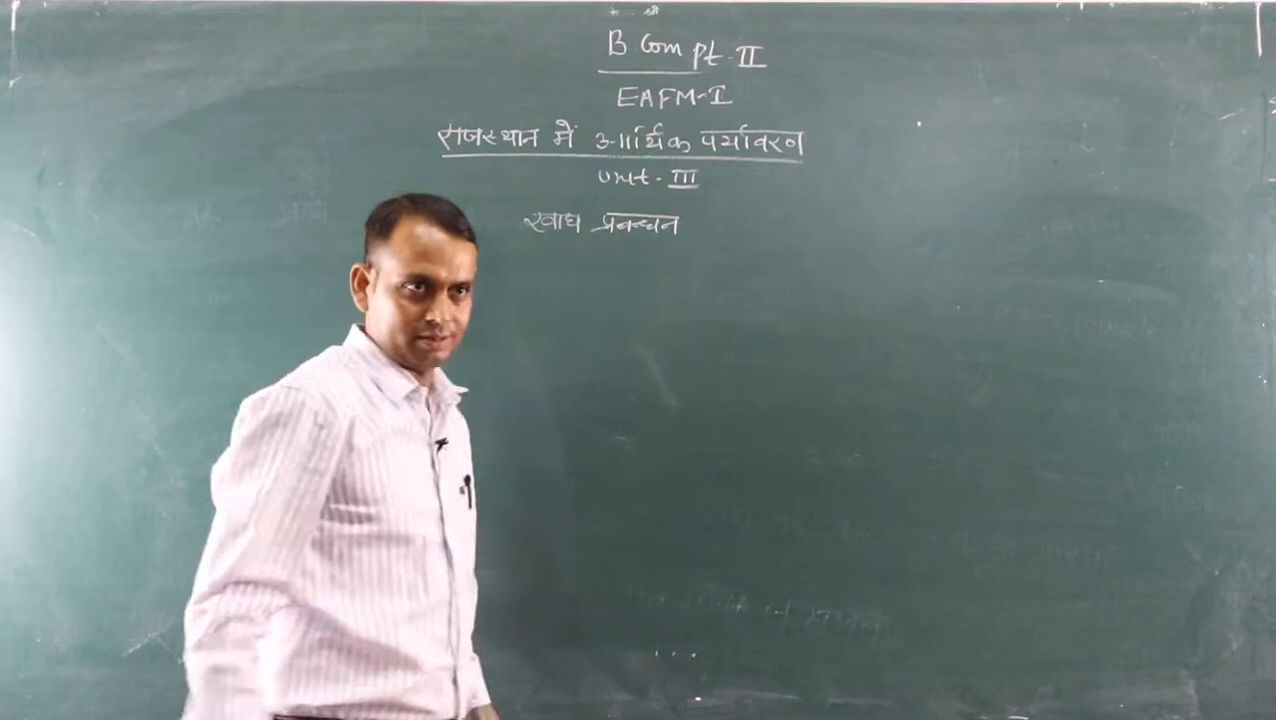 B Com pt-II
EAFM-I
राजस्थान में आर्थिक पर्यावरण
Unit-III
खाद्य प्रबन्धन